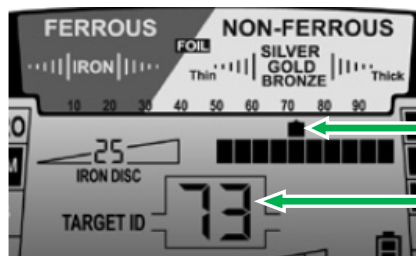 FERROUS
NON-FERROUS
FOIL
IRON
Thin
SILVER
GOLD
BRONZE
Thick
10 20 30 40 50 60 70 80 90
25
IRON DISC
73
TARGET ID